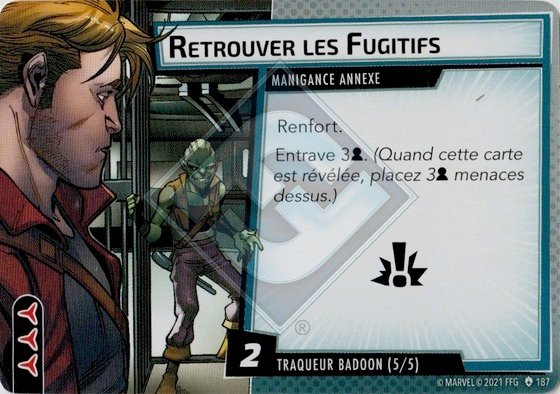 RETROUVER LES FUGITIFS
MANIGANCE ANNEXE
Renfort.
Entrave 3. (Quand cette carte
est révélée, placez 3 menaces
dessus.)
2
TRAQUEUR BADOON (5/5)
® 
© MARVEL © 2021 FFG 187